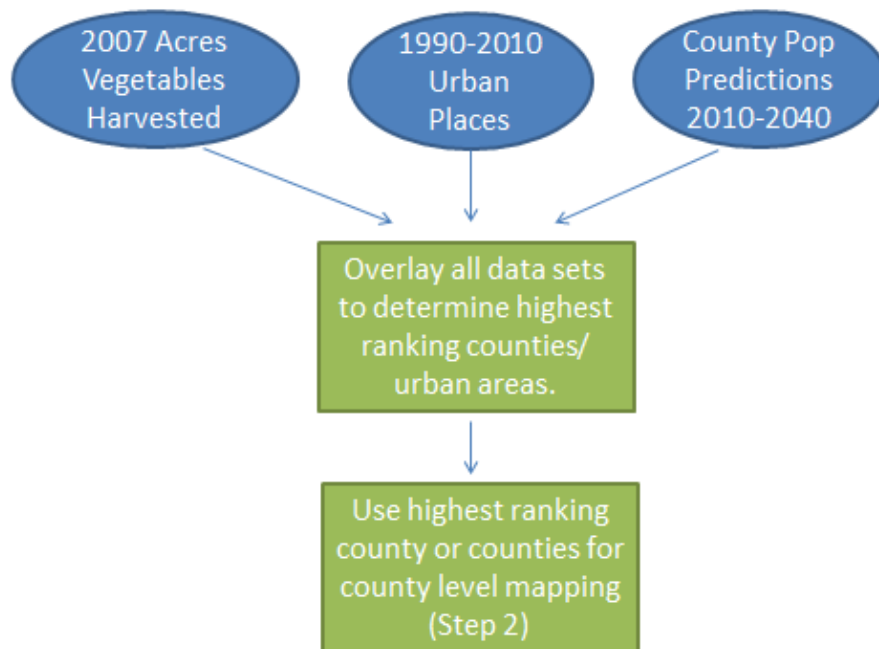 2007 Acres
Vegetables
Harvested
1990-2010
Urban
Places
County Pop
Predictions
2010-2040
Overlay all data sets
to determine highest
ranking counties/
urban areas.
Use highest ranking
county or counties for
county level mapping
(Step 2)